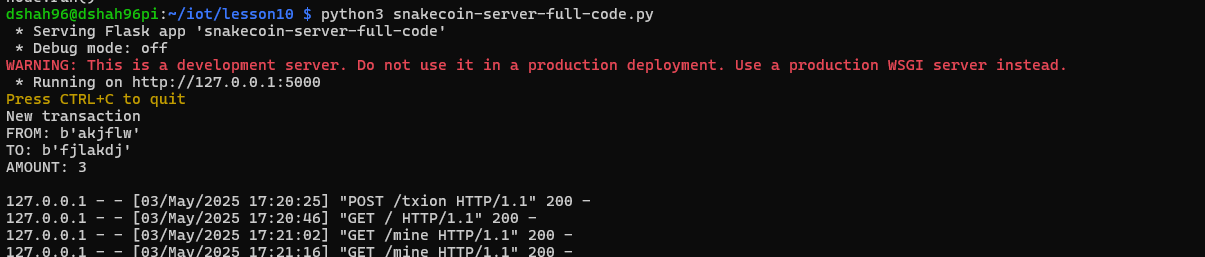 dshah96@dshah96pi:~/iot/lesson10 $ python3 snakecoin-server-full-code.py
 * Serving Flask app 'snakecoin-server-full-code'
 * Debug mode: off
WARNING: This is a development server. Do not use it in a production deployment. Use a production WSGI server instead.
 * Running on http://127.0.0.1:5000
Press CTRL+C to quit
New transaction
FROM: b'akjflw'
TO: b'fjlakdj'
AMOUNT: 3
127.0.0.1 - - [03/May/2025 17:20:25] "POST /txion HTTP/1.1" 200 -
127.0.0.1 - - [03/May/2025 17:20:46] "GET / HTTP/1.1" 200 -
127.0.0.1 - - [03/May/2025 17:21:02] "GET /mine HTTP/1.1" 200 -
127.0.0.1 - - [03/May/2025 17:21:16] "GET /mine HTTP/1.1" 200 -